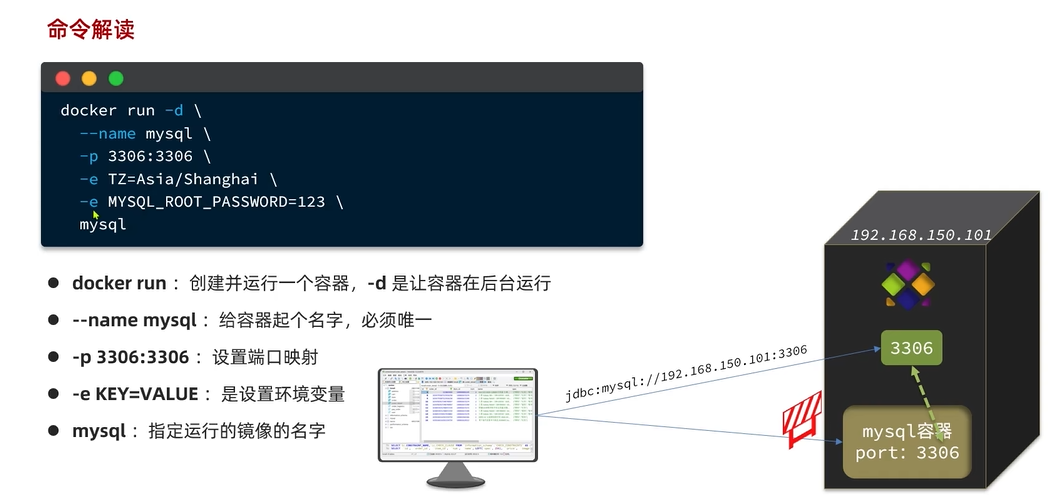 命令解读
docker run -d \
--name mysql \
-p 3306:3306 \
-e TZ=Asia/Shanghai \
-e MYSQL_ROOT_PASSWORD=123 \
mysql
● docker run ：创建并运行一个容器，-d 是让容器在后台运行
● --name mysql ：给容器起个名字，必须唯一
● -p 3306:3306 ：设置端口映射
● -e KEY=VALUE ：是设置环境变量
● mysql ：指定运行的镜像的名字
jdbc:mysql://192.168.150.101:3306
192.168.150.101
3306
mysql容器
port: 3306